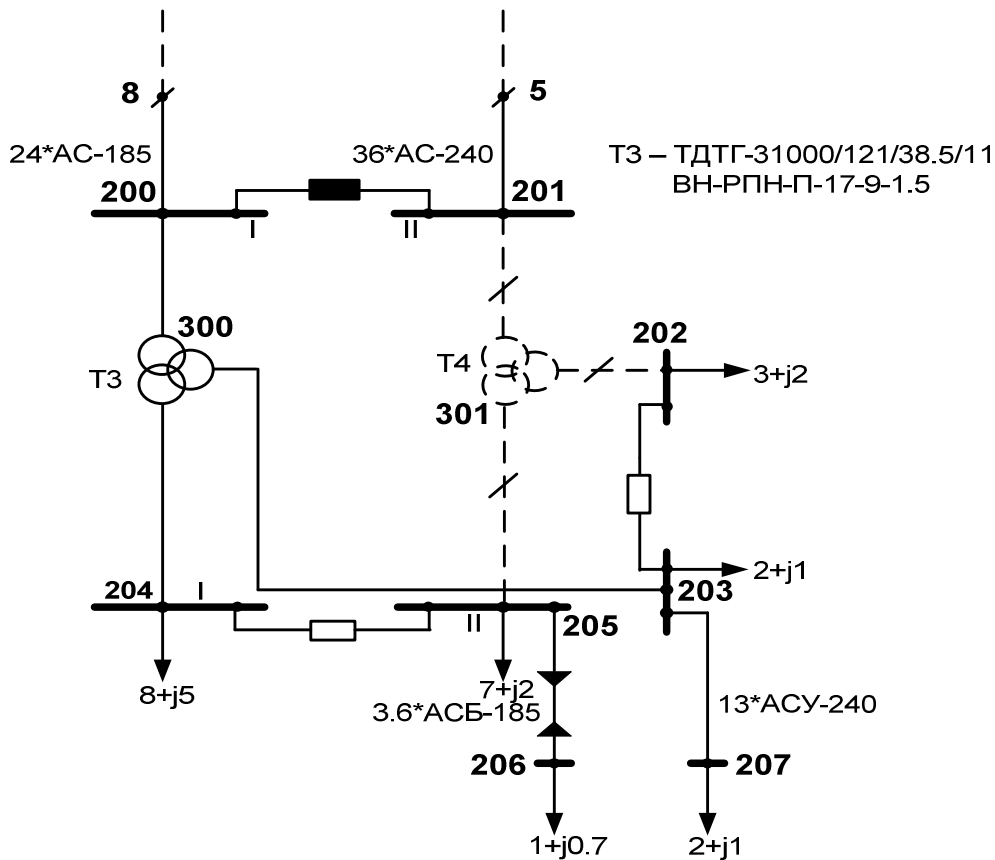 8
5
24*АС-185
36*АС-240
Т3 – ТДТГ-31000/121/38.5/11
ВН-РПН-П-17-9-1.5
200
201
I
II
300
202
Т3
Т4
3+j2
301
2+j1
204
I
203
II
205
8+j5
7+j2
3.6*АСБ-185
13*АСУ-240
206
207
1+j0.7
2+j1